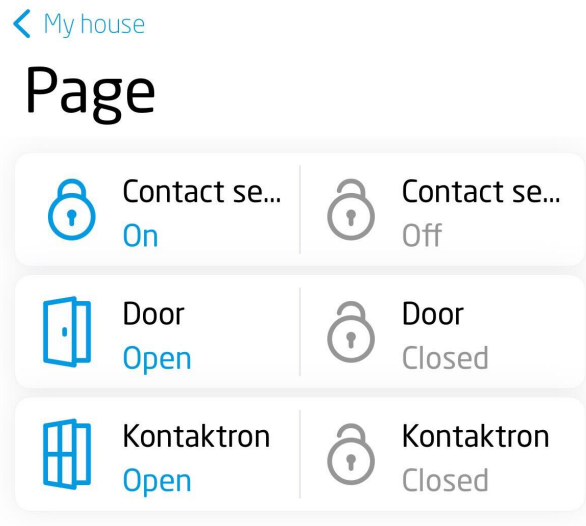 My house
Page
Contact se... Contact se...
On Off
Door Door
Open Closed
Kontaktron Kontaktron
Open Closed